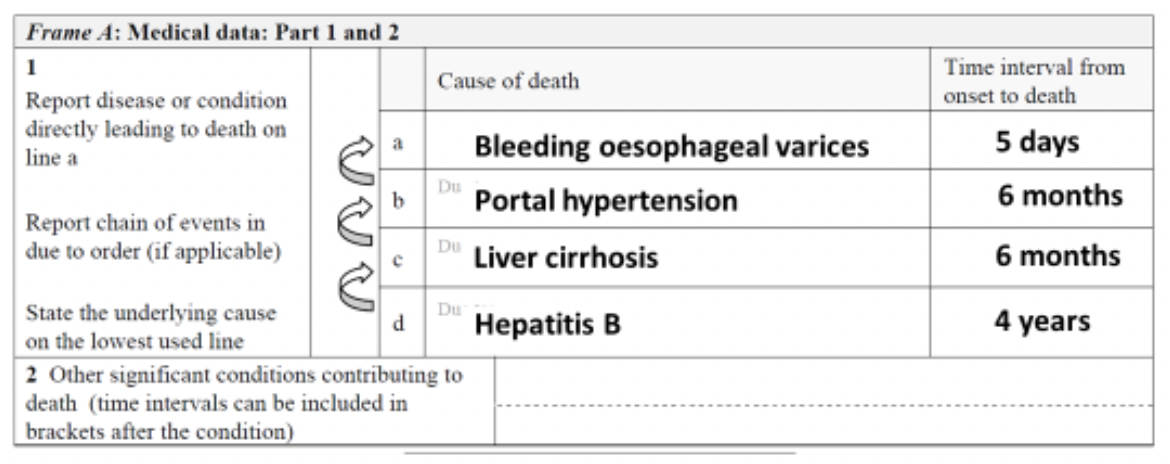 Frame A: Medical data: Part 1 and 2
1
Report disease or condition
directly leading to death on
line a
Report chain of events in
due to order (if applicable)
State the underlying cause
on the lowest used line
Cause of death
Time interval from
onset to death
a Bleeding oesophageal varices 5 days
b Du Portal hypertension 6 months
c Du Liver cirrhosis 6 months
d Du Hepatitis B 4 years
2 Other significant conditions contributing to
death (time intervals can be included in
brackets after the condition)